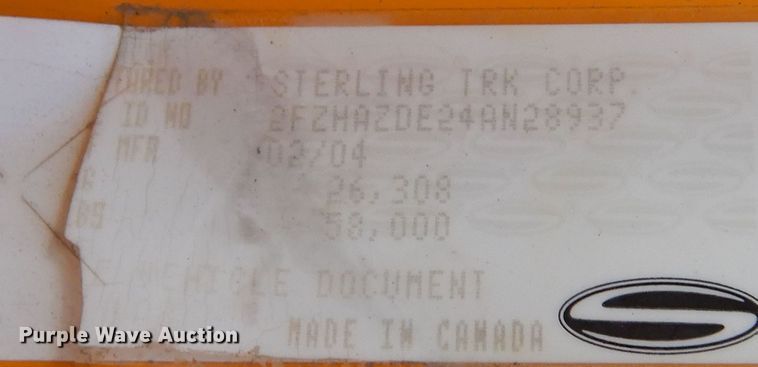 URED BY STERLING TRK CORP.
ID NO 2FZHAZDE24AN28937
MFR 02/04
G 26,308
BS 58,000
VEHICLE DOCUMENT
MADE IN CANADA
Purple Wave Auction